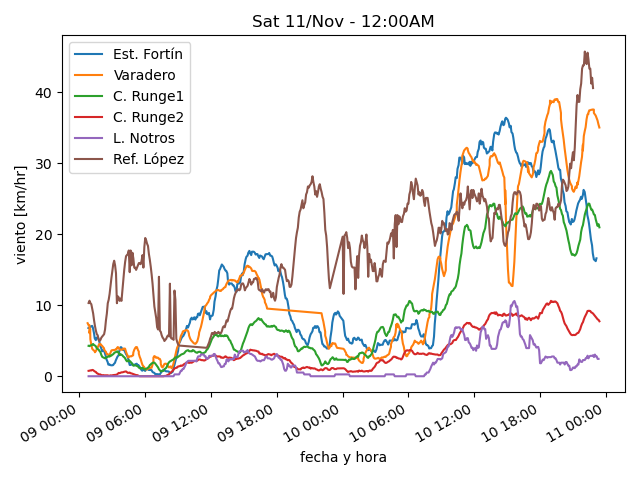 Sat 11/Nov - 12:00AM
Est. Fortín
Varadero
C. Runge1
C. Runge2
L. Notros
Ref. López
viento [km/hr]
40
30
20
10
0
09 00:00
09 06:00
09 12:00
09 18:00
10 00:00
10 06:00
10 12:00
10 18:00
11 00:00
fecha y hora